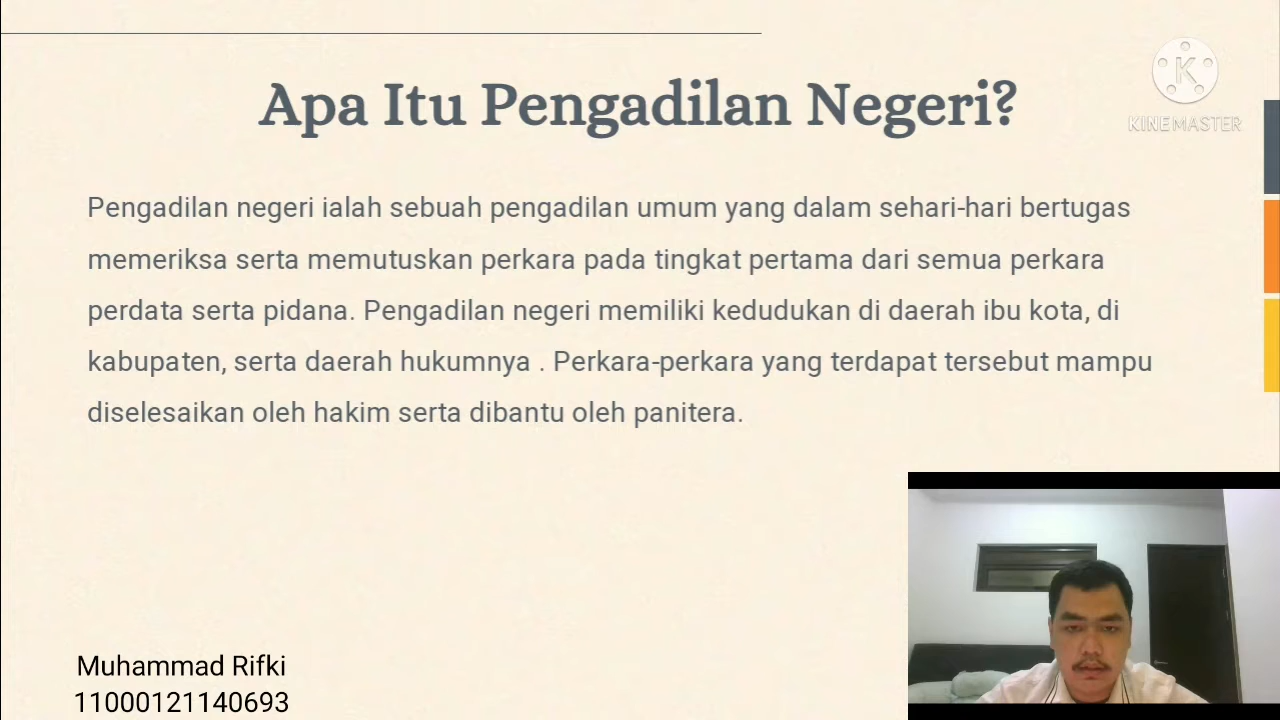 Apa Itu Pengadilan Negeri?
K
KINEMASTER
Pengadilan negeri ialah sebuah pengadilan umum yang dalam sehari-hari bertugas
memeriksa serta memutuskan perkara pada tingkat pertama dari semua perkara
perdata serta pidana. Pengadilan negeri memiliki kedudukan di daerah ibu kota, di
kabupaten, serta daerah hukumnya . Perkara-perkara yang terdapat tersebut mampu
diselesaikan oleh hakim serta dibantu oleh panitera.
Muhammad Rifki
11000121140693